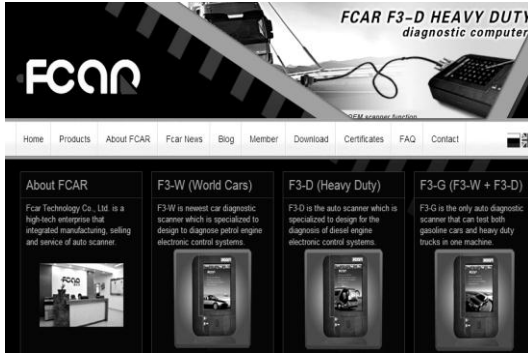 FCAR F3-D HEAVY DUTY
diagnostic computer
FCAR
OEM scanner function
Home Products About FCAR Fcar News Blog Member Download Certificates FAQ Contact
About FCAR
Fcar Technology Co., Ltd. is a
high-tech enterprise that
integrated manufacturing, selling
and service of auto scanner.
FCAR
F3-W (World Cars)
F3-W is newest car diagnostic
scanner which is specialized to
design to diagnose petrol engine
electronic control systems.
F3-D (Heavy Duty)
F3-D is the auto scanner which is
specialized to design for the
diagnosis of diesel engine
electronic control systems.
F3-G (F3-W + F3-D)
F3-G is the only auto diagnostic
scanner that can test both
gasoline cars and heavy duty
trucks in one machine.